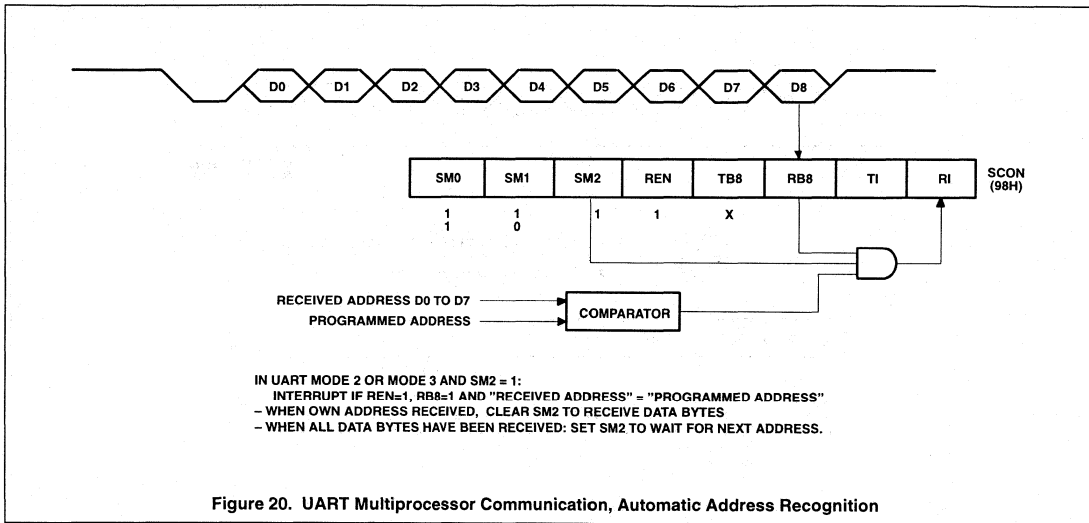 D0 D1 D2 D3 D4 D5 D6 D7 D8
SM0 SM1 SM2 REN TB8 RB8 TI RI
SCON
(98H)
1 1 1 1 X
1 0
RECEIVED ADDRESS D0 TO D7
PROGRAMMED ADDRESS
COMPARATOR
IN UART MODE 2 OR MODE 3 AND SM2 = 1:
INTERRUPT IF REN=1, RB8=1 AND "RECEIVED ADDRESS" = "PROGRAMMED ADDRESS"
– WHEN OWN ADDRESS RECEIVED, CLEAR SM2 TO RECEIVE DATA BYTES
– WHEN ALL DATA BYTES HAVE BEEN RECEIVED: SET SM2 TO WAIT FOR NEXT ADDRESS.
Figure 20. UART Multiprocessor Communication, Automatic Address Recognition